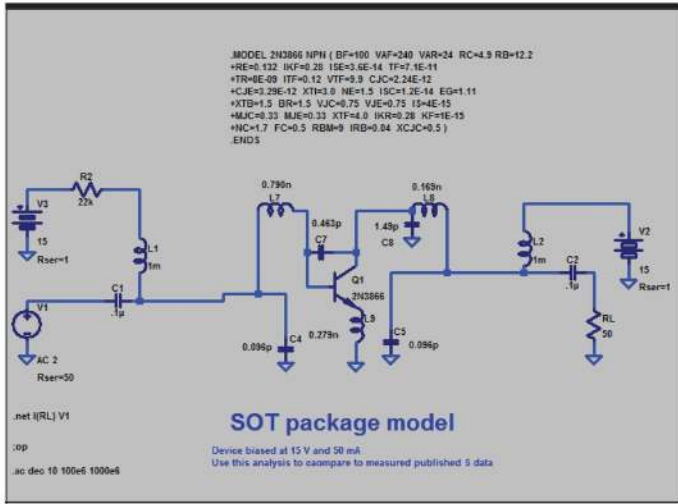 .MODEL 2N3866 NPN ( BF=100 VAF=240 VAR=24 RC=4.9 RB=12.2
+RE=0.132 IKF=0.28 ISE=3.6E-14 TF=7.1E-11
+TR=8E-09 ITF=0.12 VTF=9.9 CJC=2.24E-12
+CJE=3.29E-12 XTI=3.0 NE=1.5 ISC=1.2E-14 EG=1.11
+XTB=1.5 BR=1.5 VJC=0.75 VJE=0.75 IS=4E-15
+MJC=0.33 MJE=0.33 XTF=4.0 IKR=0.28 KF=1E-15
+NC=1.7 FC=0.5 RBM=9 IRB=0.04 XCJC=0.5 )
.ENDS
R2
22k
V3
15
Rser=1
L1
1m
C1
.1µ
V1
AC 2
Rser=50
0.790n
L7
0.463p
C7
0.169n
L8
1.49p
C8
Q1
2N3866
L9
0.279n
C4
0.096p
C5
0.096p
L2
1m
C2
.1µ
V2
15
Rser=1
RL
50
.net I(RL) V1
;op
.ac dec 10 100e6 1000e6
SOT package model
Device biased at 15 V and 50 mA
Use this analysis to caompare to measured published S data